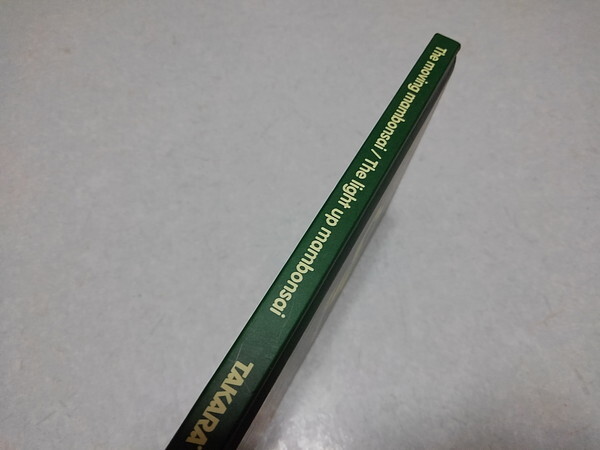 The moving mambonsai / The light up mambonsai
TAKARA